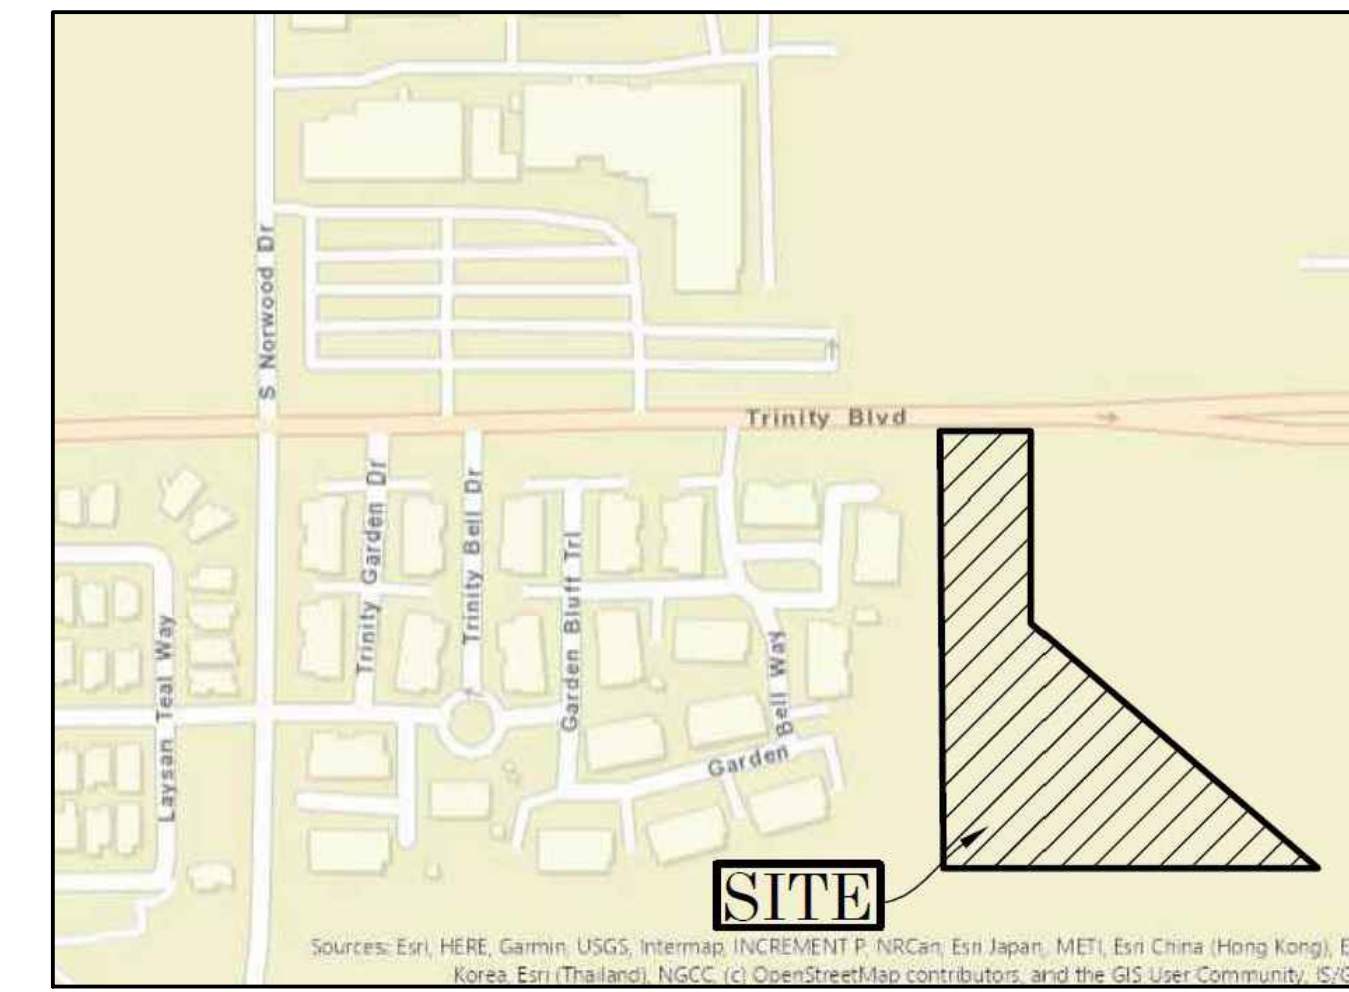 S Norwood Dr
Trinity Blvd
Trinity Garden Dr
Trinity Bell Dr
Garden Bluff Trl
Laysan Teal Way
Garden Bell Way
SITE
Sources: Esri, HERE, Garmin, USGS, Intermap, INCREMENT P, NRCan, Esri Japan, METI, Esri China (Hong Kong), E
Korea, Esri (Thailand), NGCC, (c) OpenStreetMap contributors, and the GIS User Community,